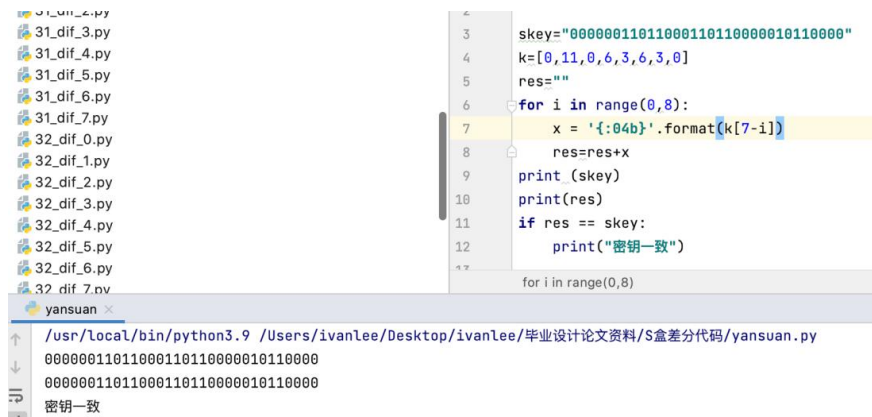 31_dif_2.py
31_dif_3.py
31_dif_4.py
31_dif_5.py
31_dif_6.py
31_dif_7.py
32_dif_0.py
32_dif_1.py
32_dif_2.py
32_dif_3.py
32_dif_4.py
32_dif_5.py
32_dif_6.py
32_dif_7.py
3 skey="00000011011000110110000010110000"
4 k=[0,11,0,6,3,6,3,0]
5 res=""
6 for i in range(0,8):
7 x = '{:04b}'.format(k[7-i])
8 res=res+x
9 print (skey)
10 print(res)
11 if res == skey:
12 print("密钥一致")
for i in range(0,8)
yansuan
/usr/local/bin/python3.9 /Users/ivanlee/Desktop/ivanlee/毕业设计论文资料/S盒差分代码/yansuan.py
00000011011000110110000010110000
00000011011000110110000010110000
密钥一致